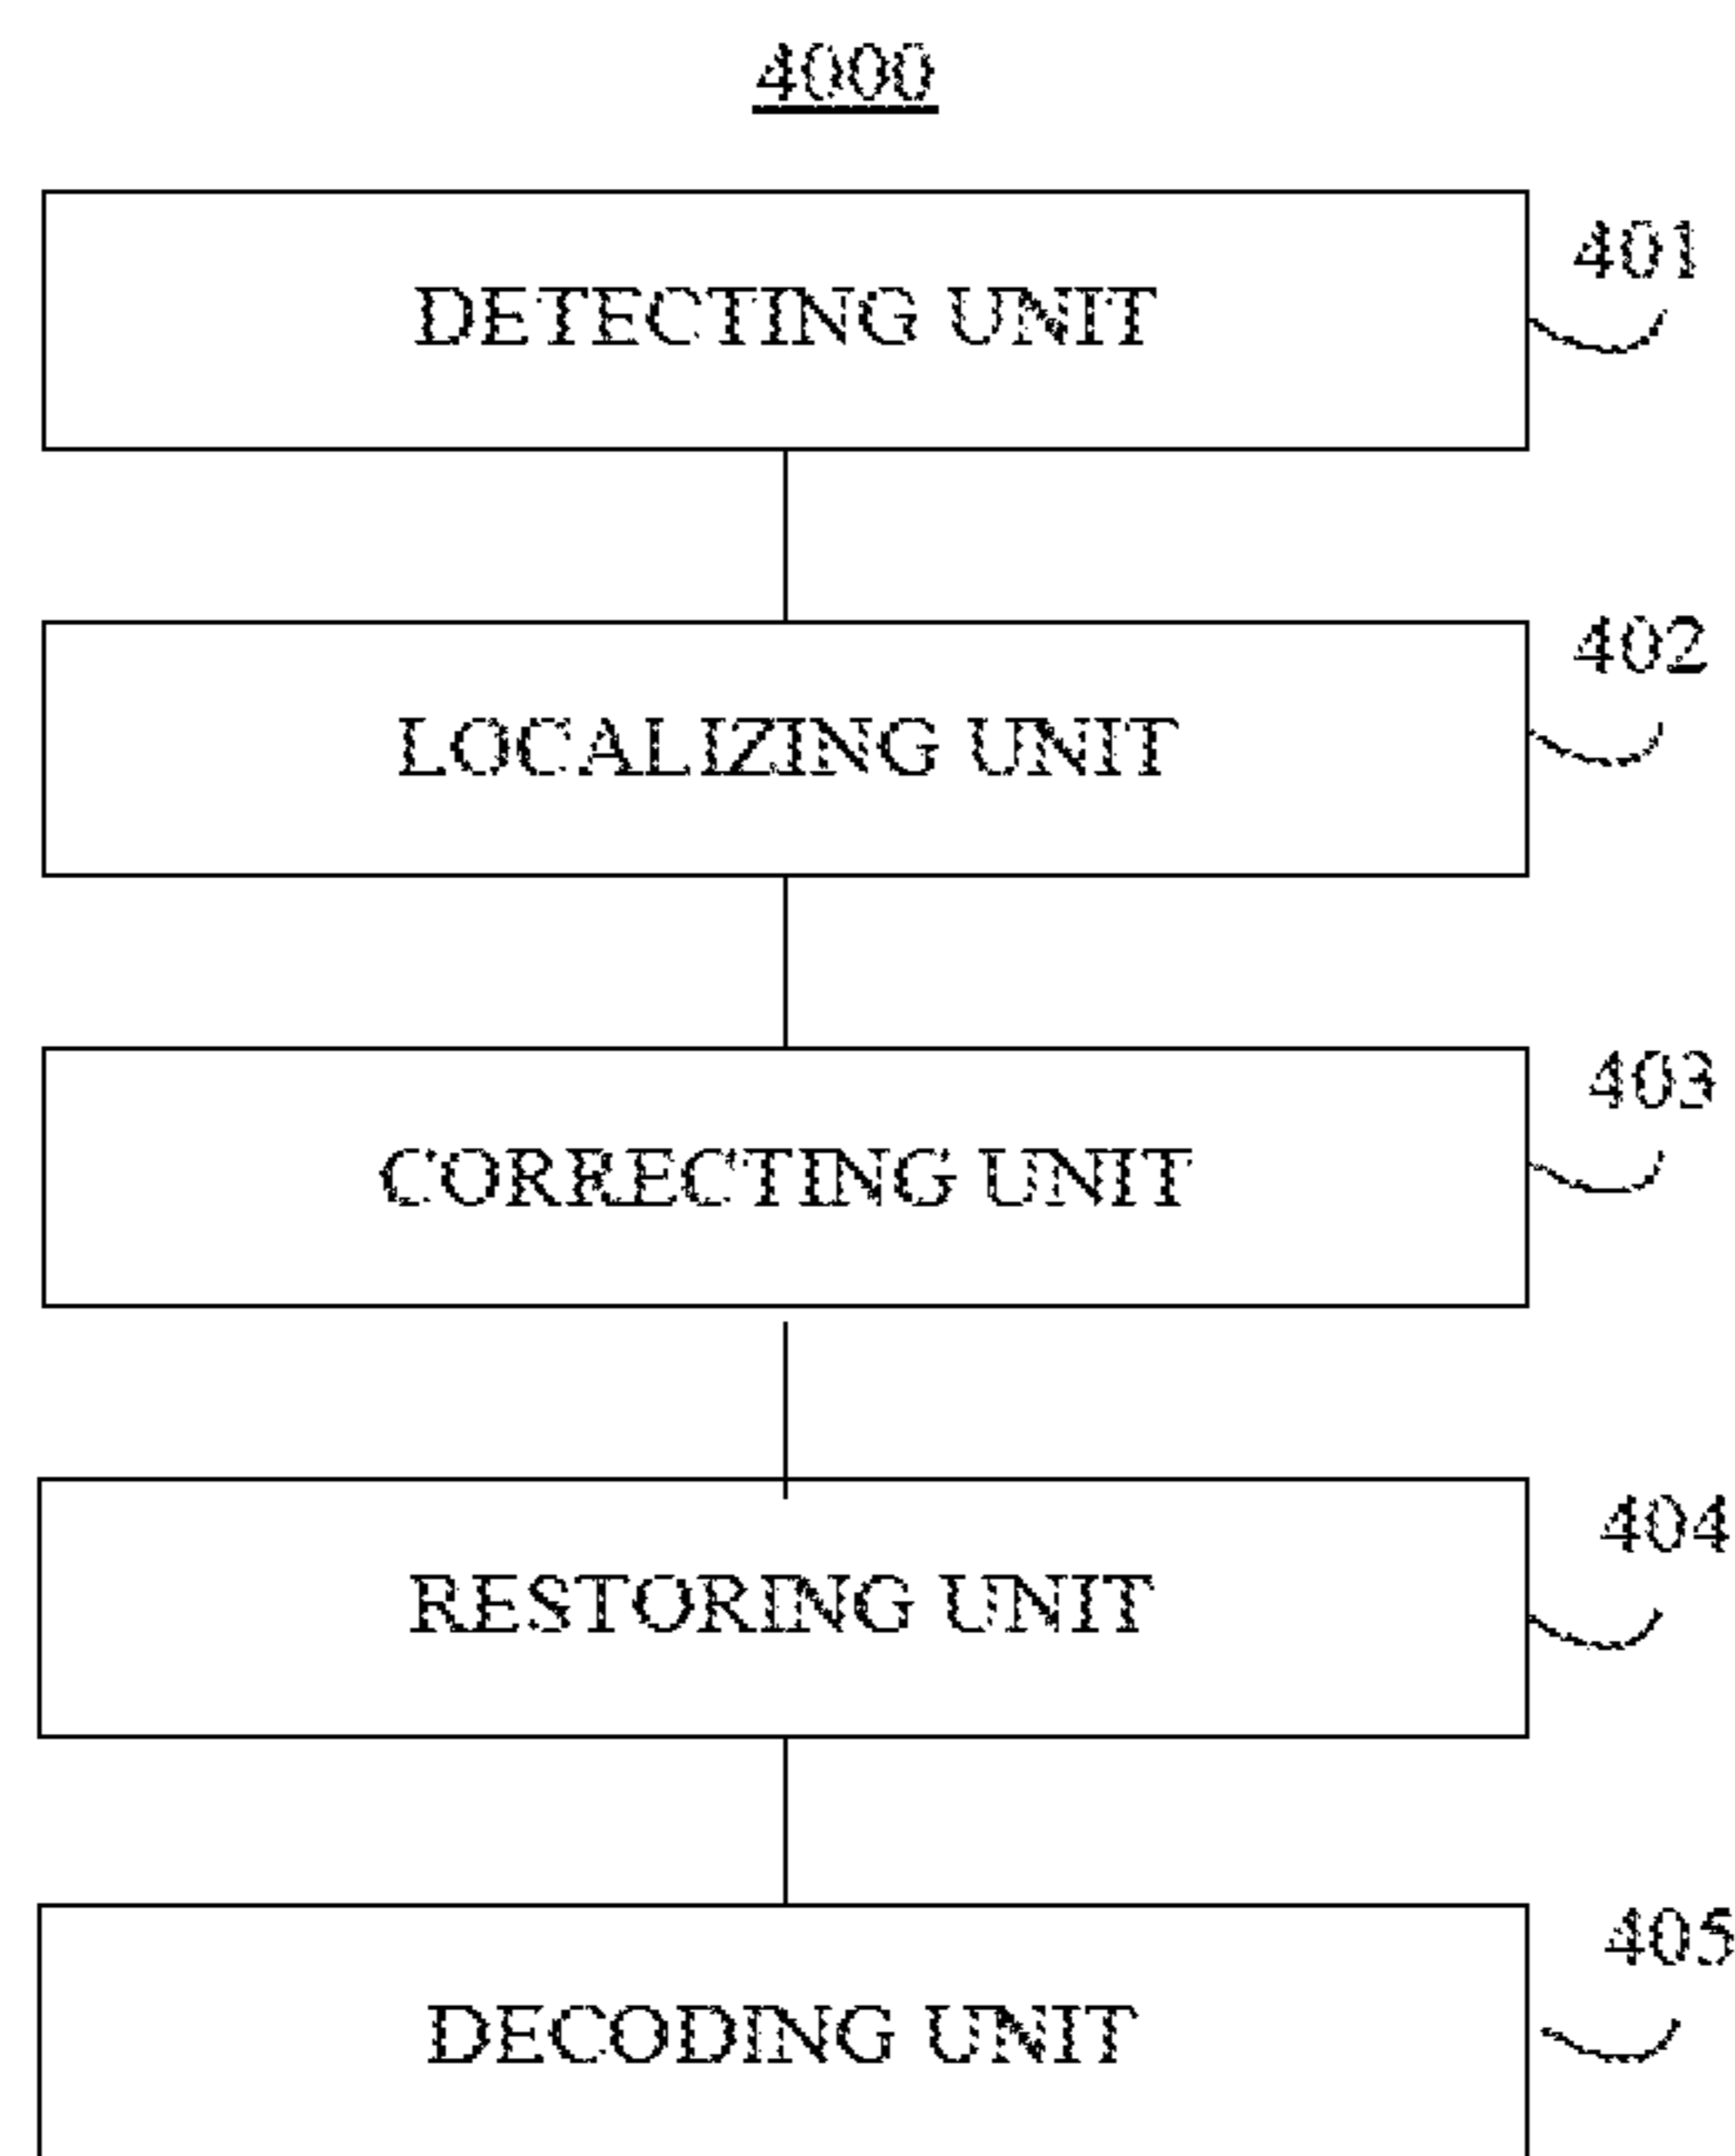 4000
401
DETECTING UNIT
402
LOCALIZING UNIT
403
CORRECTING UNIT
404
RESTORING UNIT
405
DECODING UNIT